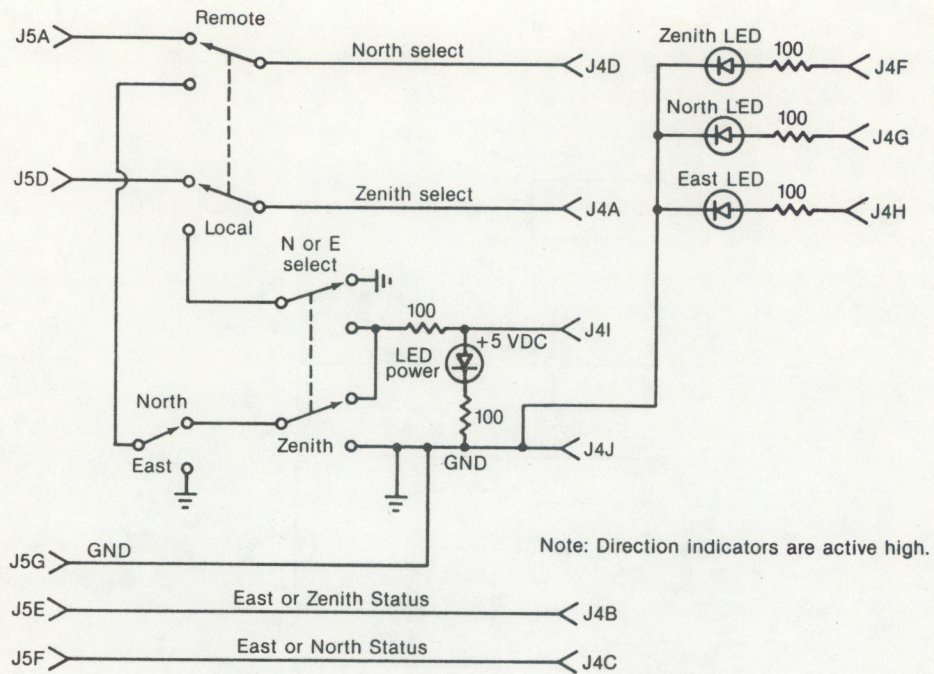 Remote
J5A
North select
J4D
Zenith LED
100
J4F
North LED
100
J4G
East LED
100
J4H
J5D
Zenith select
J4A
Local
N or E
select
100
J4I
+5 VDC
LED
power
100
North
East
Zenith
GND
J4J
J5G
GND
Note: Direction indicators are active high.
J5E
East or Zenith Status
J4B
J5F
East or North Status
J4C